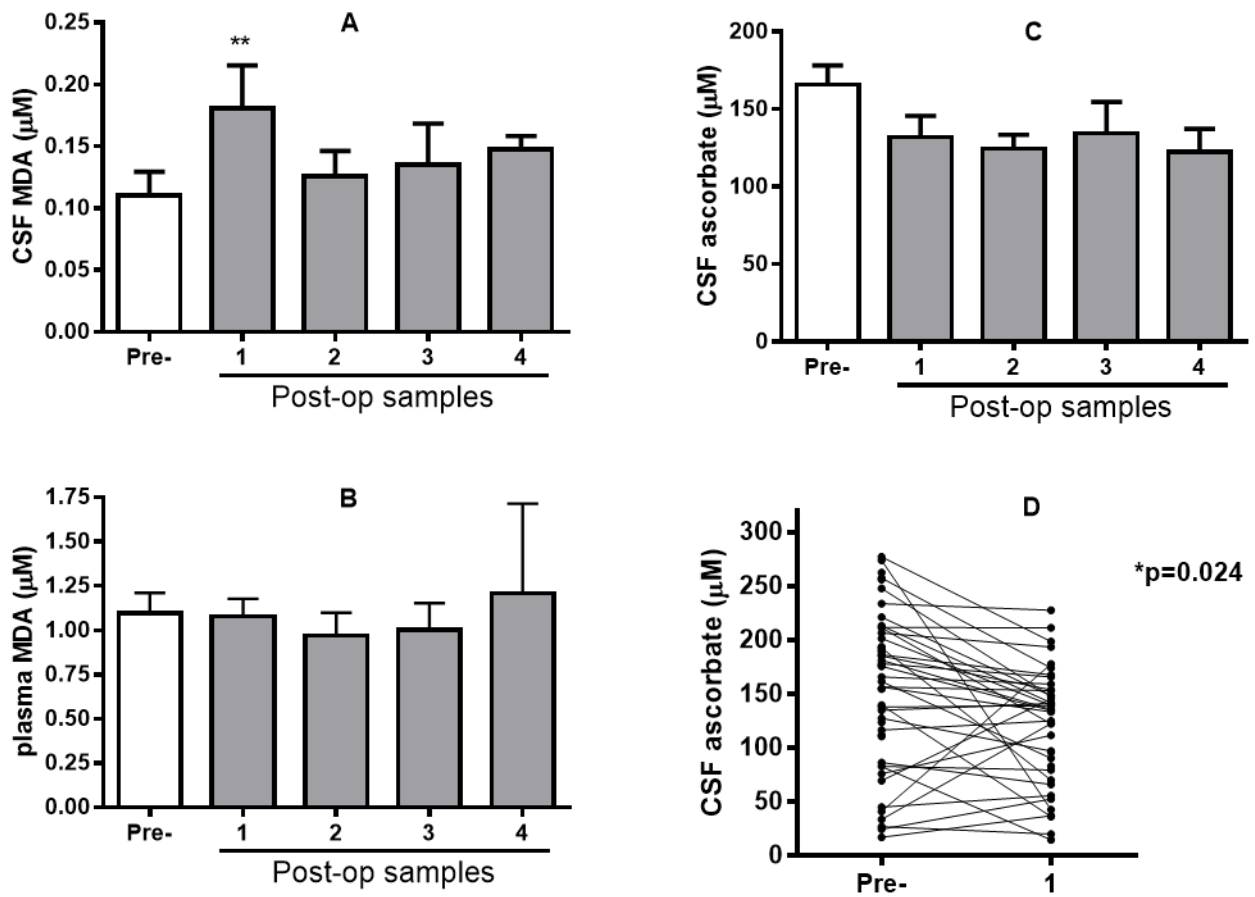 A
CSF MDA (μM)
0.25
0.20
0.15
0.10
0.05
0.00
**
Pre- 1 2 3 4
Post-op samples
C
CSF ascorbate (μM)
200
150
100
50
0
Pre- 1 2 3 4
Post-op samples
B
plasma MDA (μM)
1.75
1.50
1.25
1.00
0.75
0.50
0.25
0.00
Pre- 1 2 3 4
Post-op samples
D
CSF ascorbate (μM)
300
250
200
150
100
50
0
*p=0.024
Pre- 1